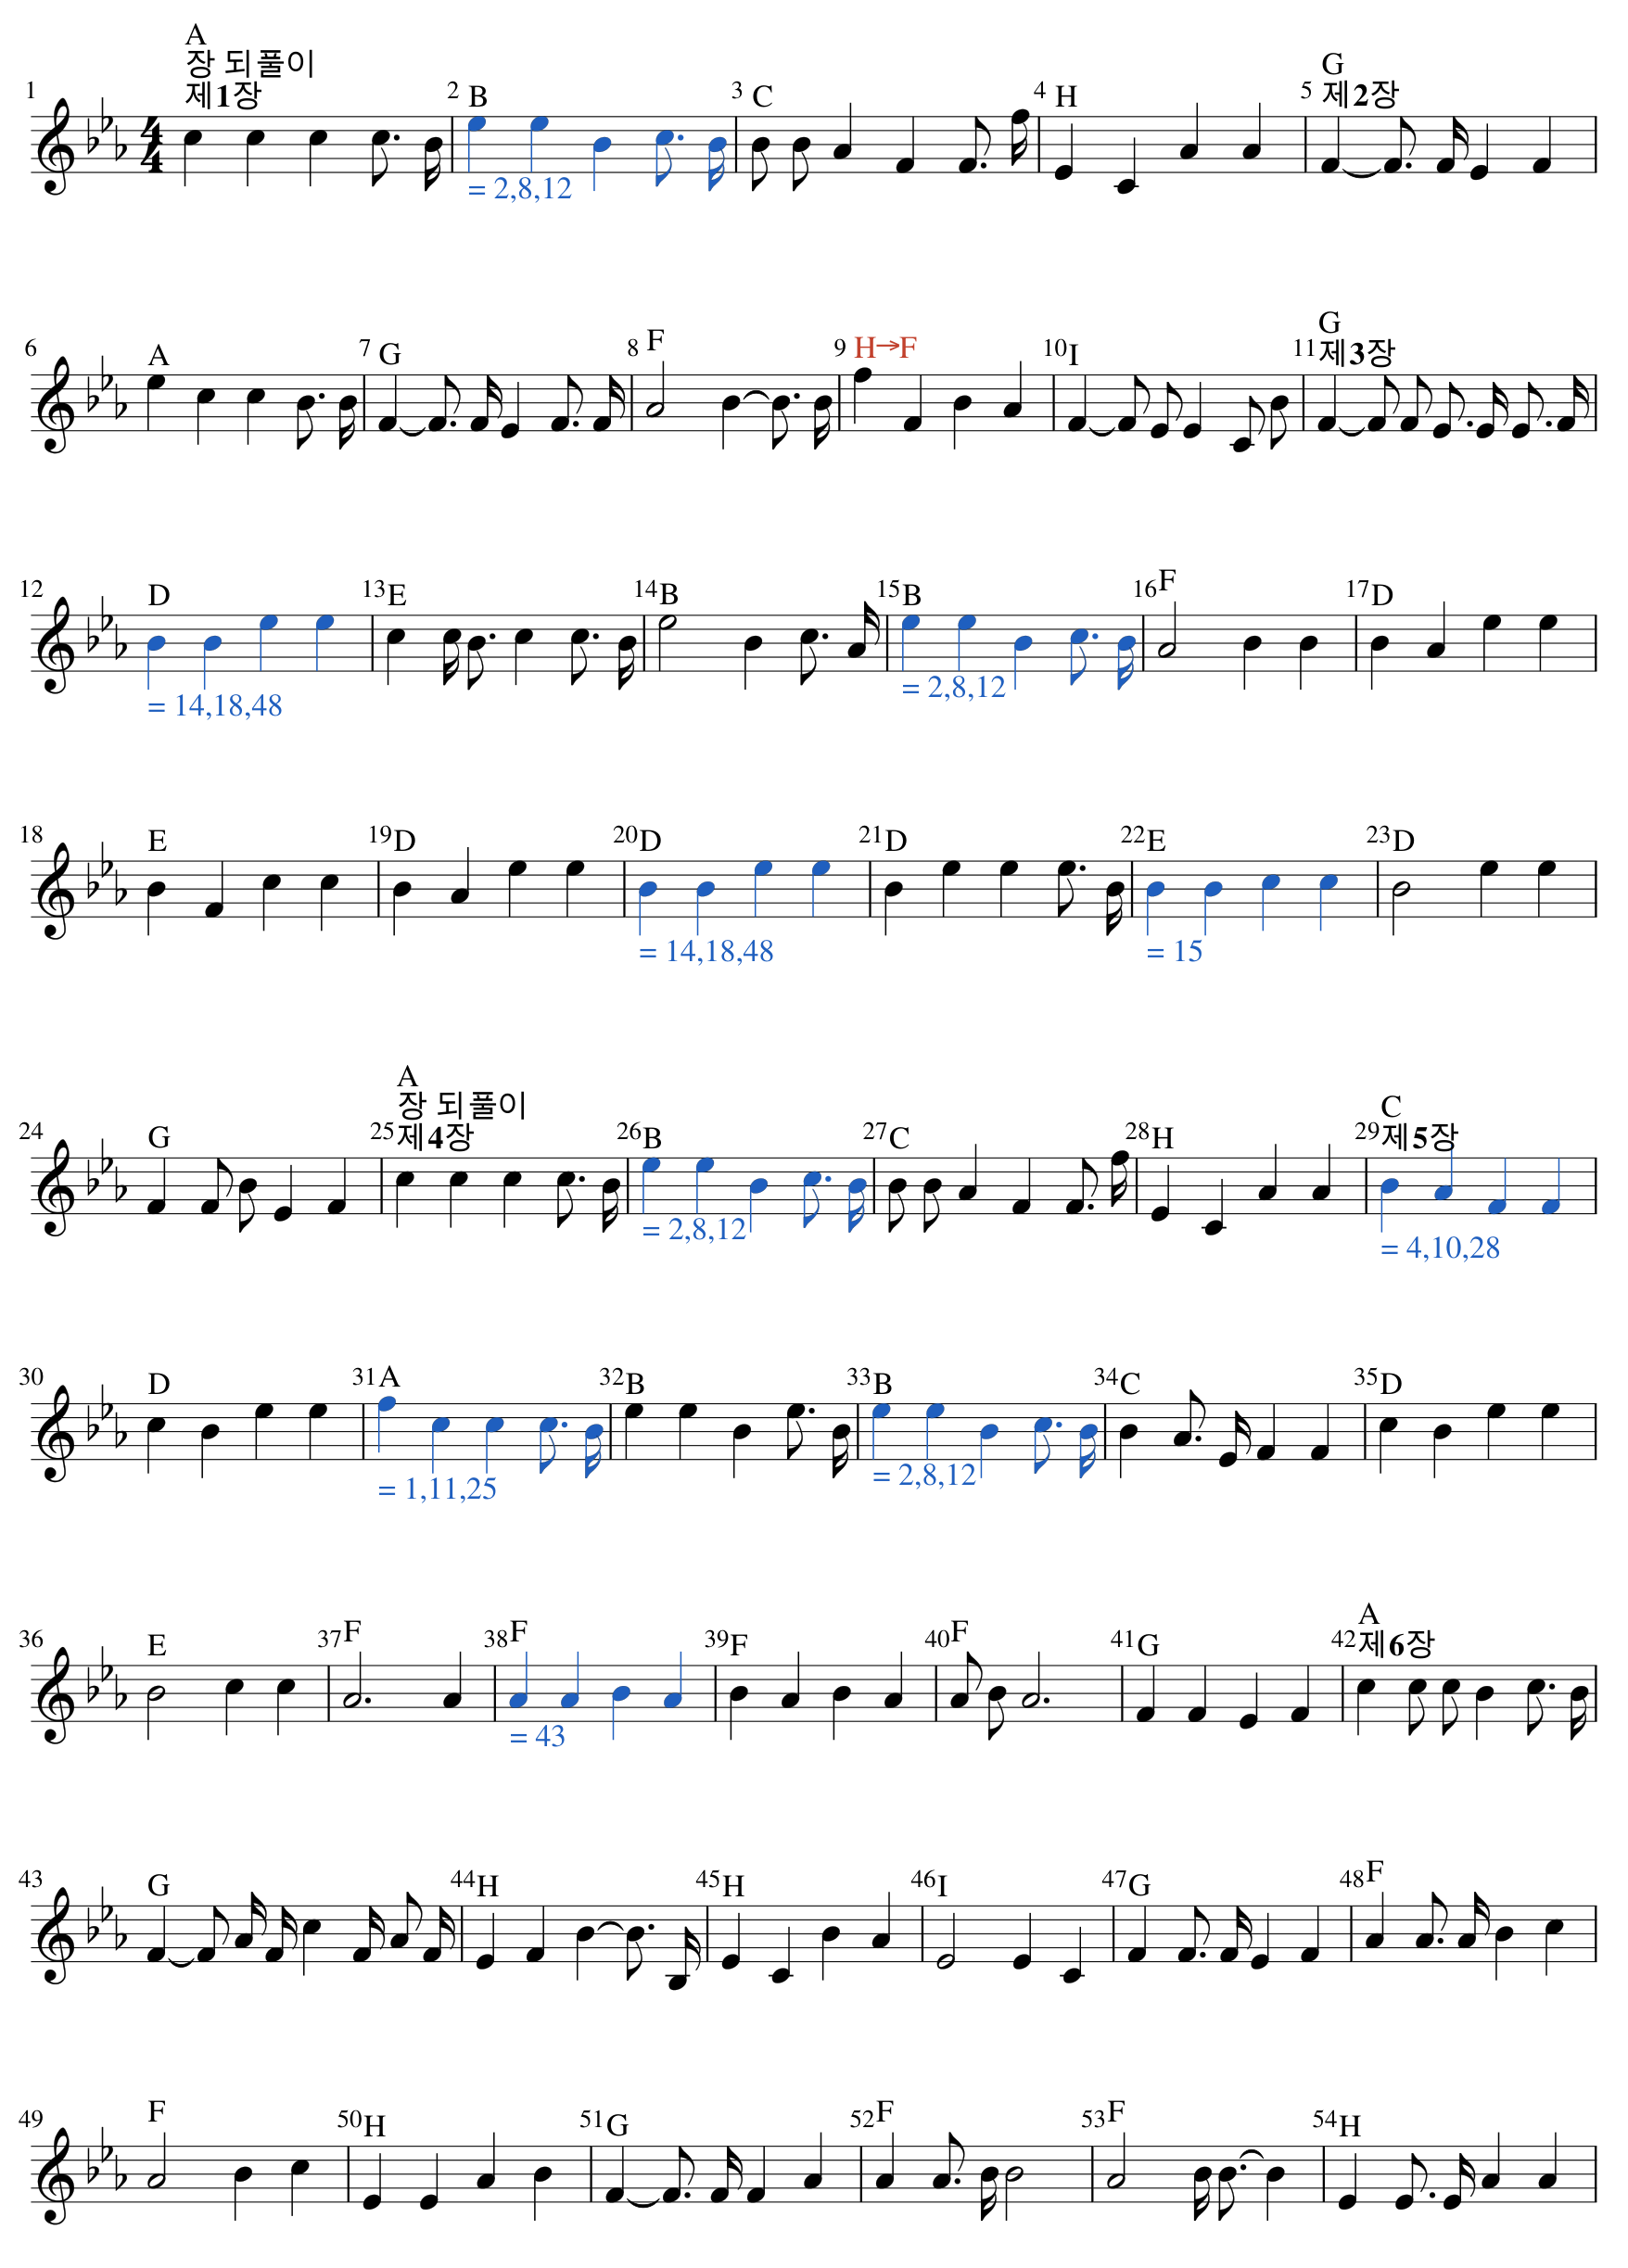 A
장 되풀이
1 제1장 2 B 3 C 4 H 5 G
제2장
4
4
= 2,8,12
6 A 7 G 8 F 9 H→F 10 I 11 G
제3장
12 D 13 E 14 B 15 B 16 F 17 D
= 14,18,48 = 2,8,12
18 E 19 D 20 D 21 D 22 E 23 D
= 14,18,48 = 15
24 G 25 A
장 되풀이
제4장 26 B 27 C 28 H 29 C
제5장
= 2,8,12 = 4,10,28
30 D 31 A 32 B 33 B 34 C 35 D
= 1,11,25 = 2,8,12
36 E 37 F 38 F 39 F 40 F 41 G 42 A
제6장
= 43
43 G 44 H 45 H 46 I 47 G 48 F
49 F 50 H 51 G 52 F 53 F 54 H